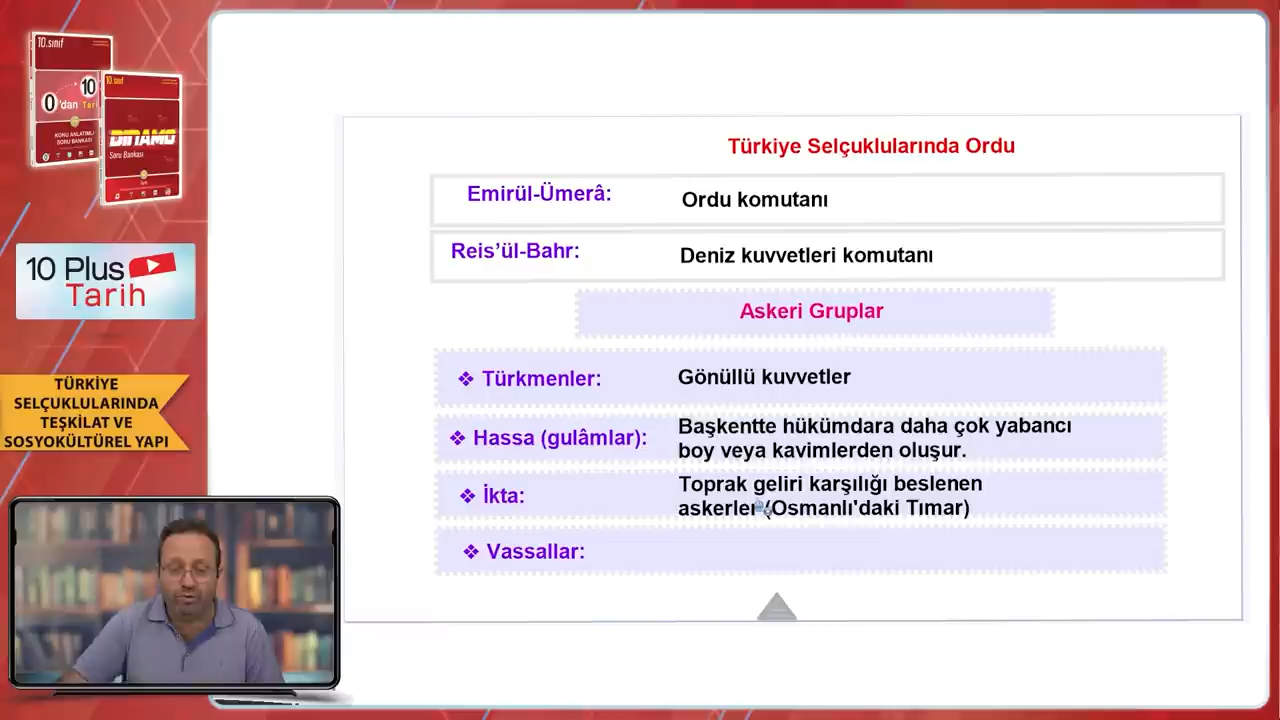 10.sınıf
10
0'dan Tari
KONU ANLATIMLI
SORU BANKASI
10. sınıf
DİNAMO
Soru Bankası
10 Plus
Tarih
TÜRKİYE
SELÇUKLULARINDA
TEŞKİLAT VE
SOSYOKÜLTÜREL YAPI
Türkiye Selçuklularında Ordu
Emirül-Ümerâ: Ordu komutanı
Reis’ül-Bahr: Deniz kuvvetleri komutanı
Askeri Gruplar
❖ Türkmenler: Gönüllü kuvvetler
❖ Hassa (gulâmlar): Başkentte hükümdara daha çok yabancı
boy veya kavimlerden oluşur.
❖ İkta: Toprak geliri karşılığı beslenen
askerler (Osmanlı'daki Tımar)
❖ Vassallar: